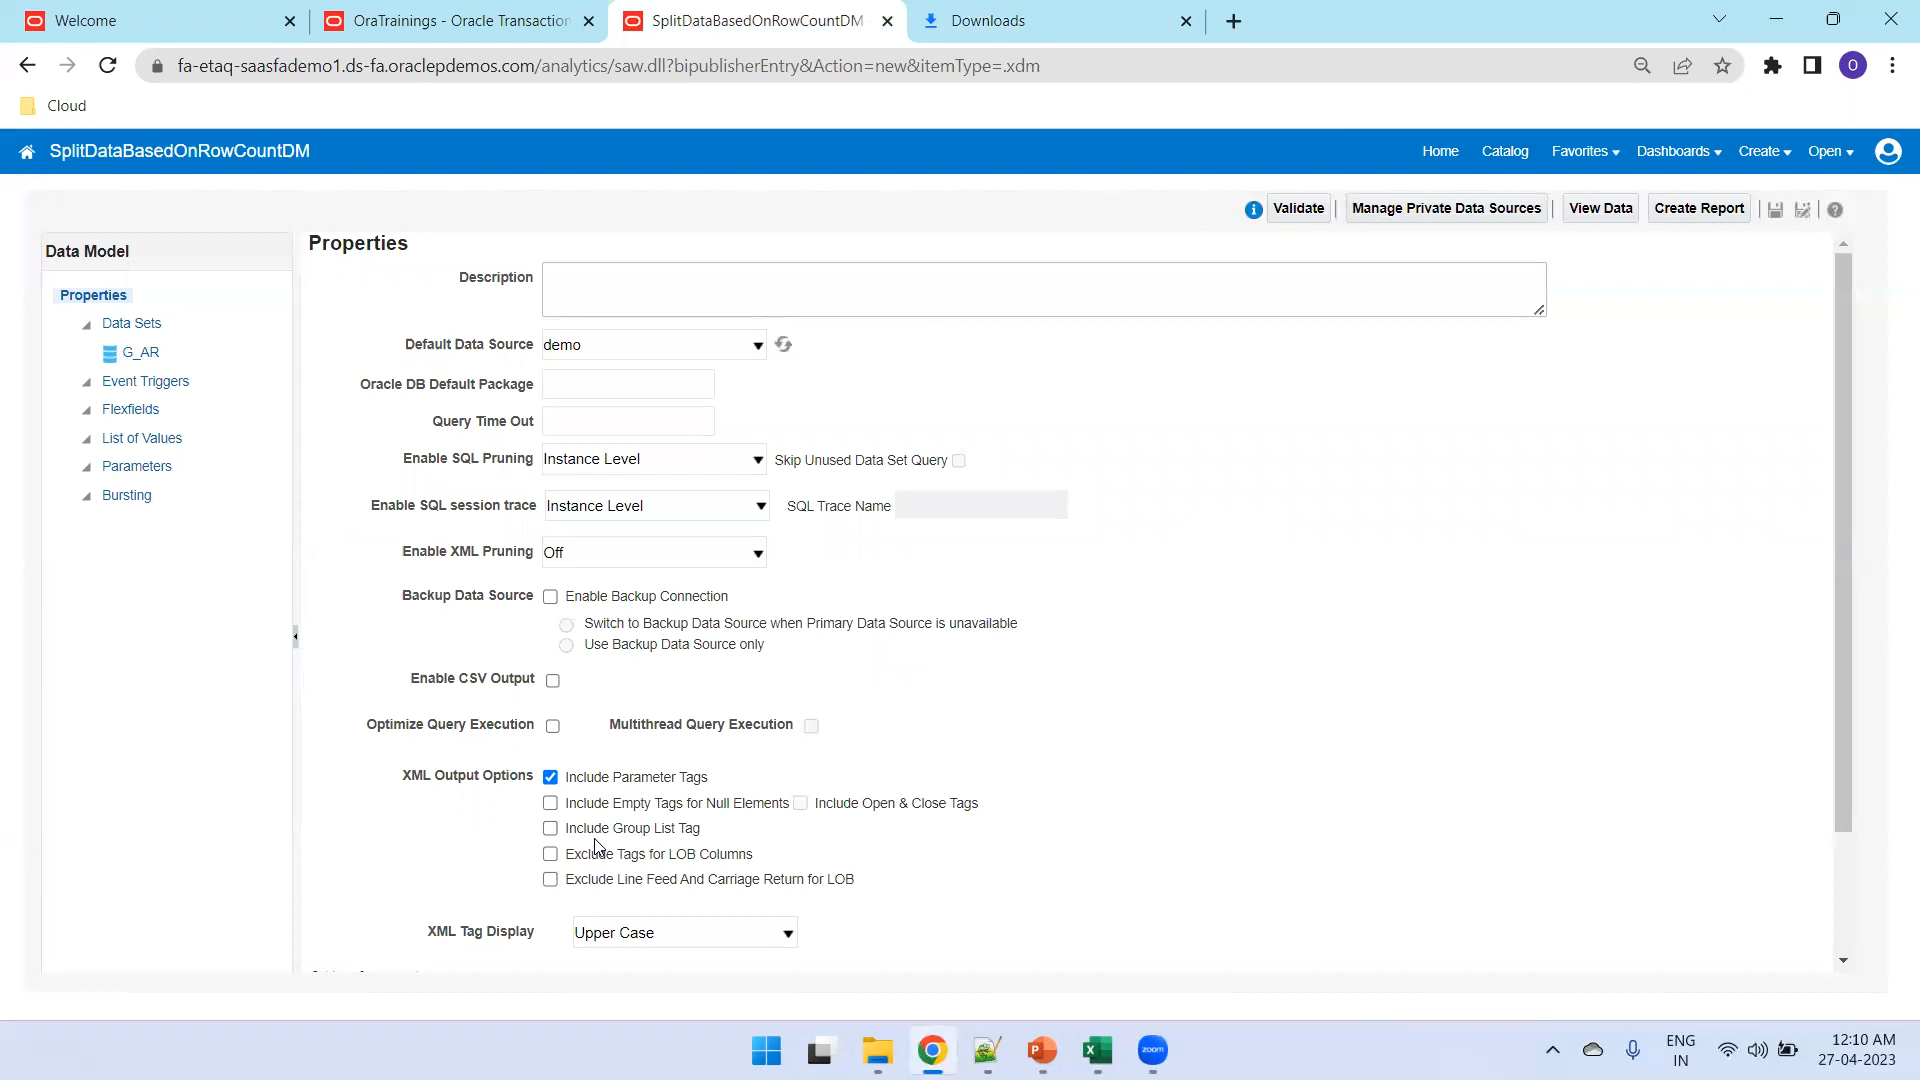 Welcome
OraTrainings - Oracle Transaction
SplitDataBasedOnRowCountDM
Downloads
fa-etaq-saasfademo1.ds-fa.oraclepdemos.com/analytics/saw.dll?bipublisherEntry&Action=new&itemType=.xdm
O
Cloud
SplitDataBasedOnRowCountDM
Home Catalog Favorites Dashboards Create Open
Validate Manage Private Data Sources View Data Create Report
Data Model
Properties
Data Sets
G_AR
Event Triggers
Flexfields
List of Values
Parameters
Bursting
Properties
Description
Default Data Source demo
Oracle DB Default Package
Query Time Out
Enable SQL Pruning Instance Level Skip Unused Data Set Query
Enable SQL session trace Instance Level SQL Trace Name
Enable XML Pruning Off
Backup Data Source Enable Backup Connection
Switch to Backup Data Source when Primary Data Source is unavailable
Use Backup Data Source only
Enable CSV Output
Optimize Query Execution Multithread Query Execution
XML Output Options Include Parameter Tags
Include Empty Tags for Null Elements Include Open & Close Tags
Include Group List Tag
Exclude Tags for LOB Columns
Exclude Line Feed And Carriage Return for LOB
XML Tag Display Upper Case
zoom
ENG
IN
12:10 AM
27-04-2023